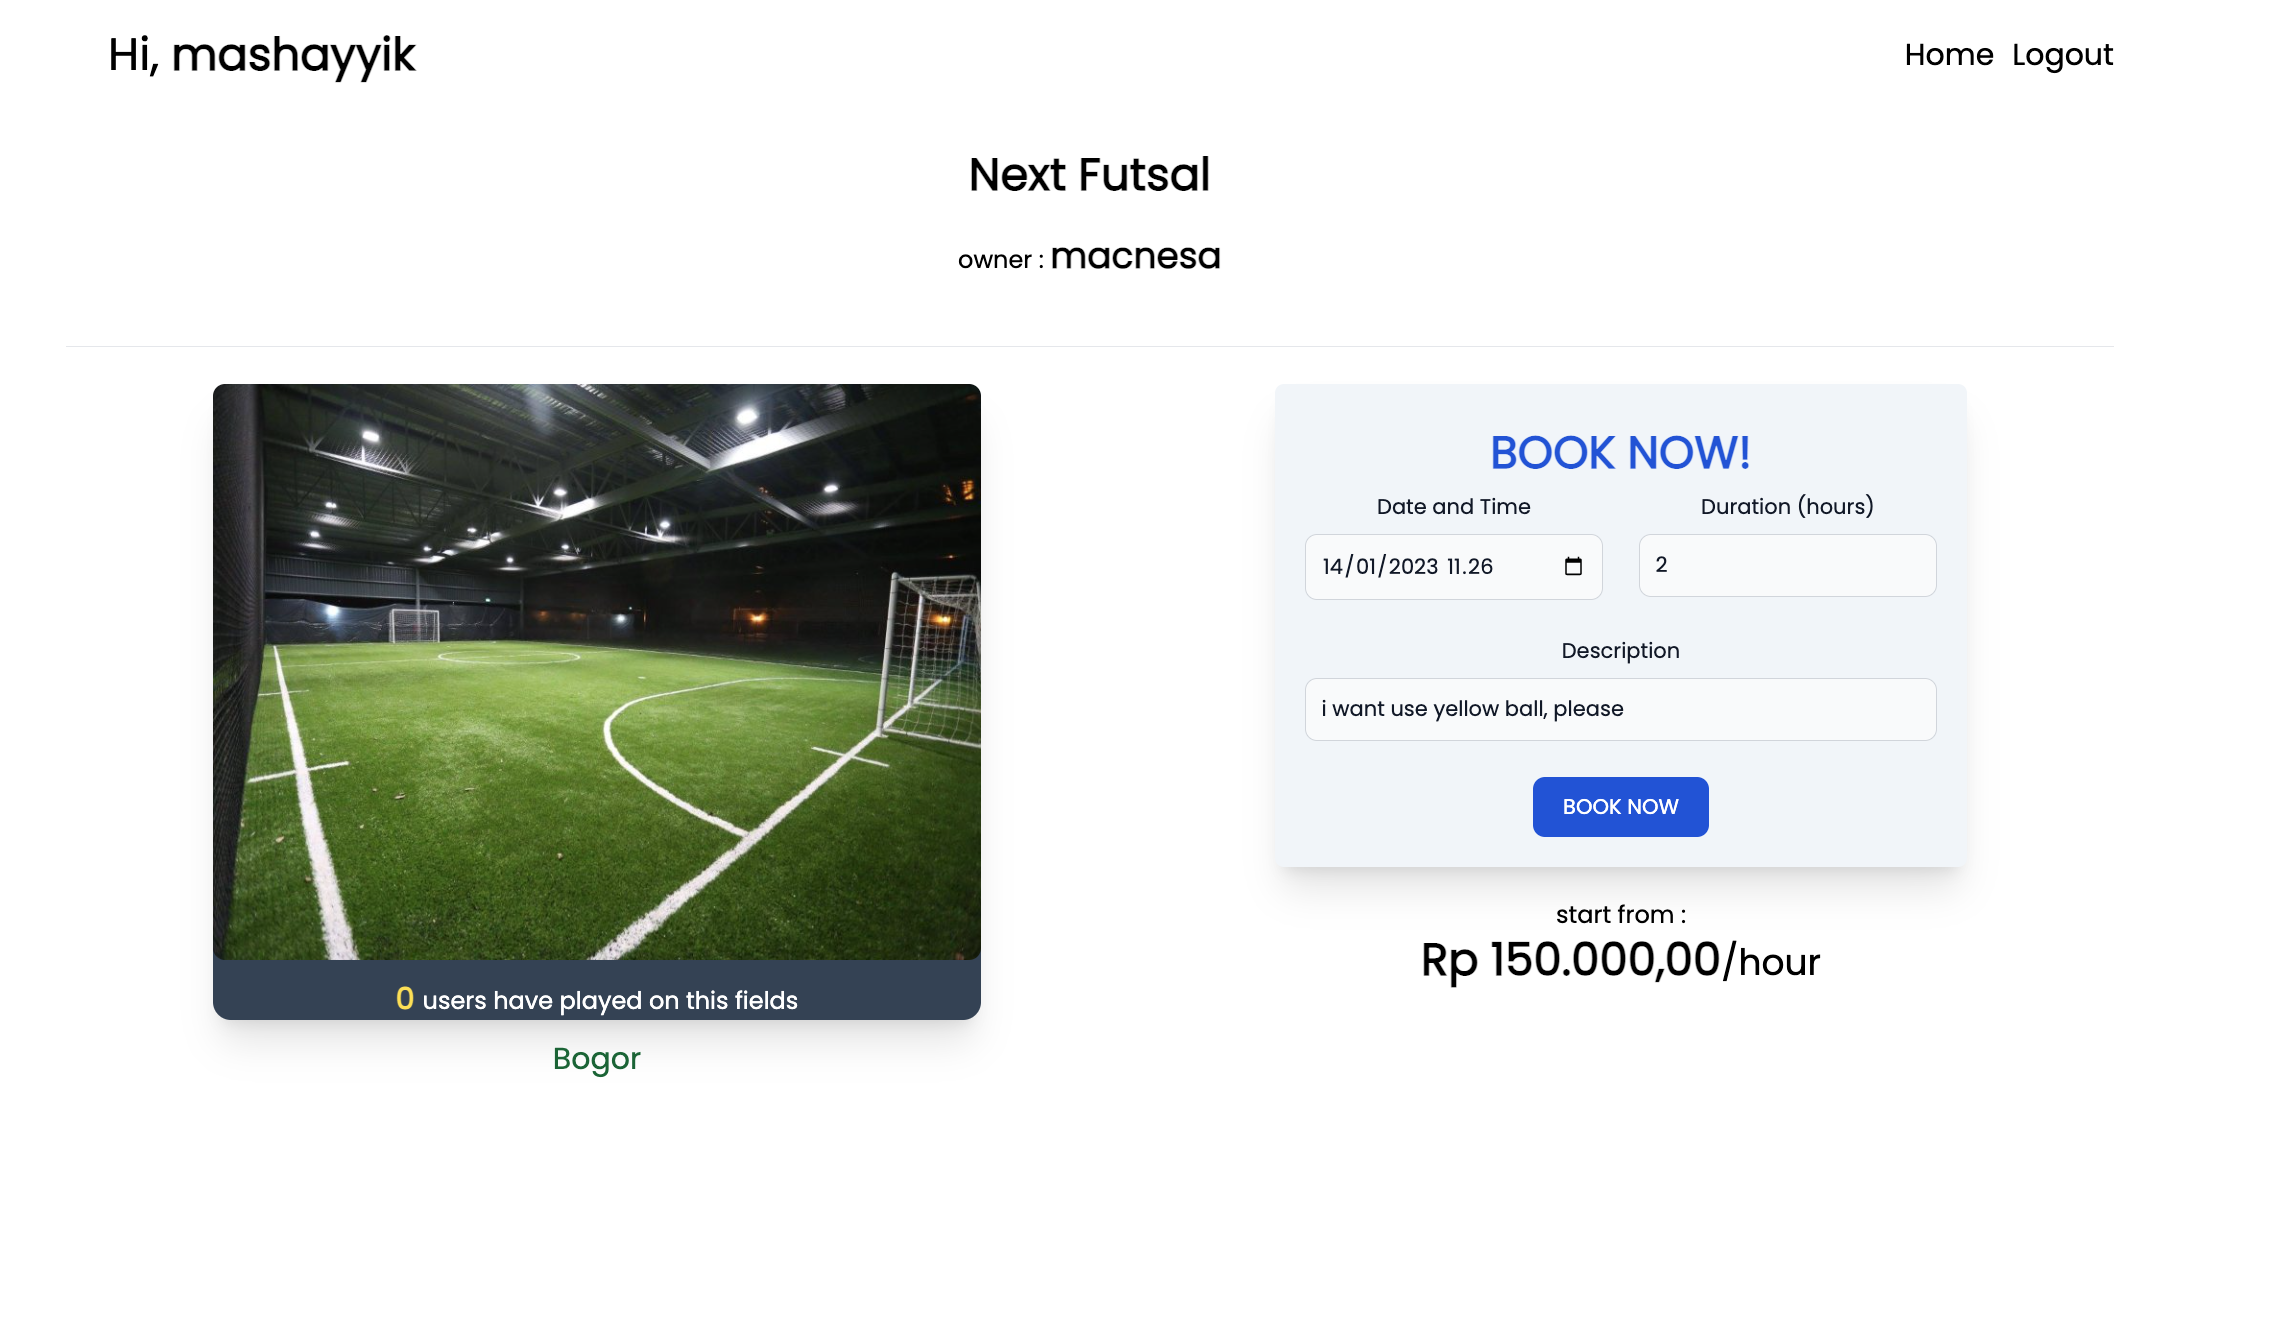 Hi, mashayyik
Home Logout
Next Futsal
owner : macnesa
0 users have played on this fields
Bogor
BOOK NOW!
Date and Time
Duration (hours)
14/01/2023 11.26
2
Description
i want use yellow ball, please
BOOK NOW
start from :
Rp 150.000,00/hour